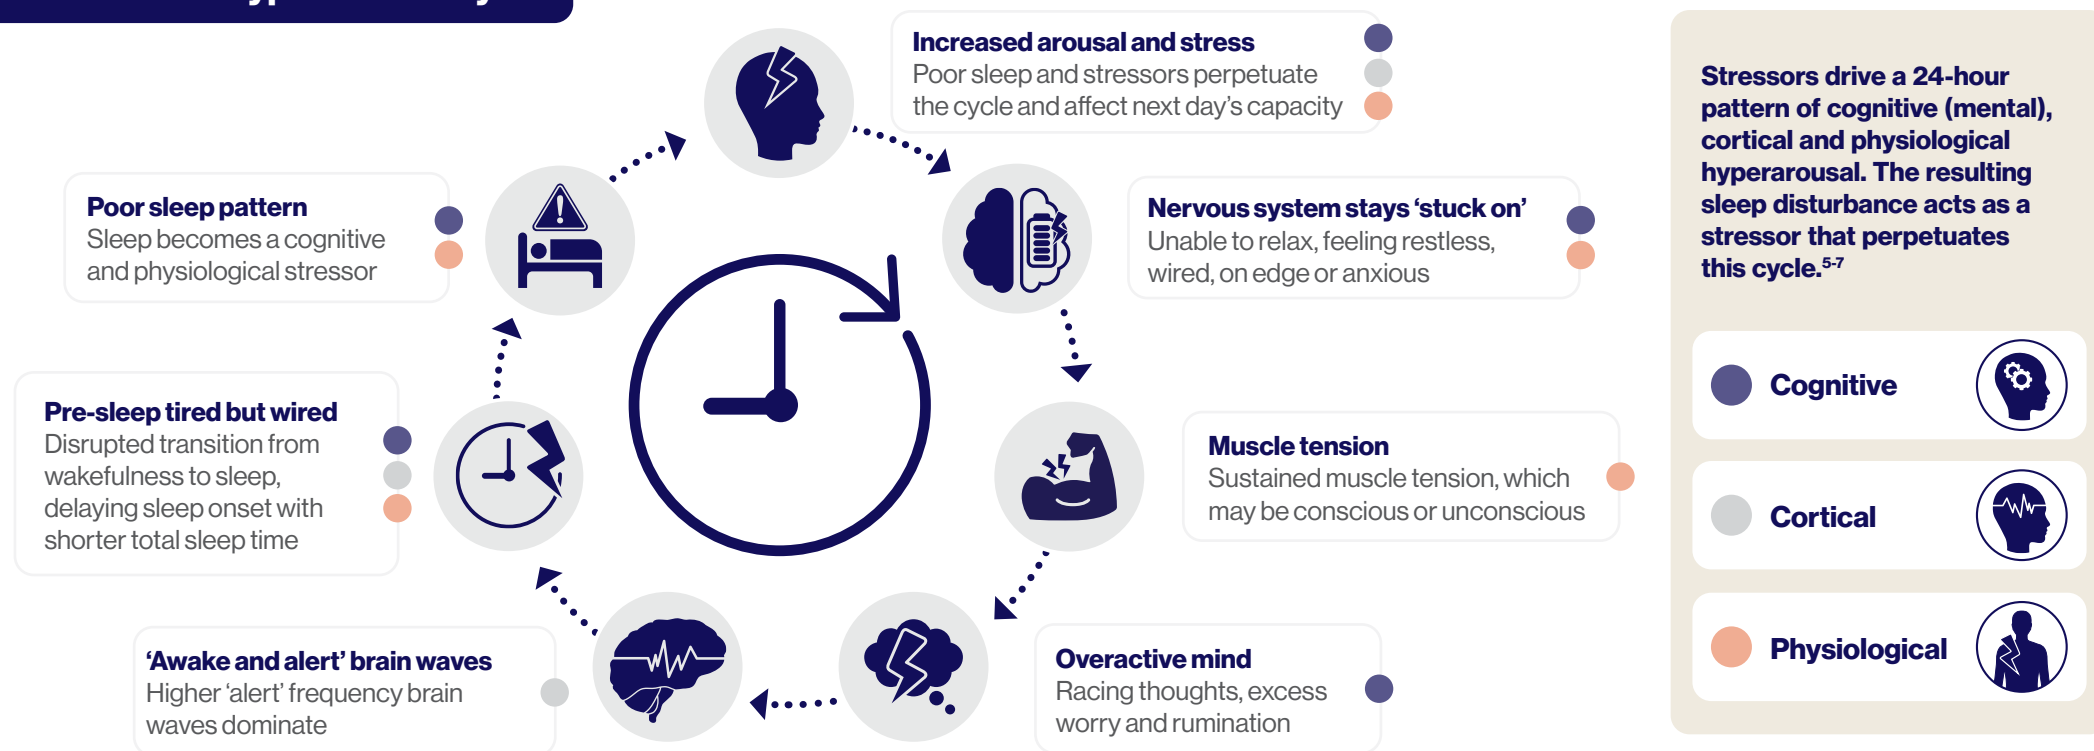 Increased arousal and stress
Poor sleep and stressors perpetuate
the cycle and affect next day's capacity
Nervous system stays ‘stuck on’
Unable to relax, feeling restless,
wired, on edge or anxious
Muscle tension
Sustained muscle tension, which
may be conscious or unconscious
Overactive mind
Racing thoughts, excess
worry and rumination
‘Awake and alert’ brain waves
Higher ‘alert’ frequency brain
waves dominate
Pre-sleep tired but wired
Disrupted transition from
wakefulness to sleep,
delaying sleep onset with
shorter total sleep time
Poor sleep pattern
Sleep becomes a cognitive
and physiological stressor
Stressors drive a 24-hour
pattern of cognitive (mental),
cortical and physiological
hyperarousal. The resulting
sleep disturbance acts as a
stressor that perpetuates
this cycle.5-7
Cognitive
Cortical
Physiological